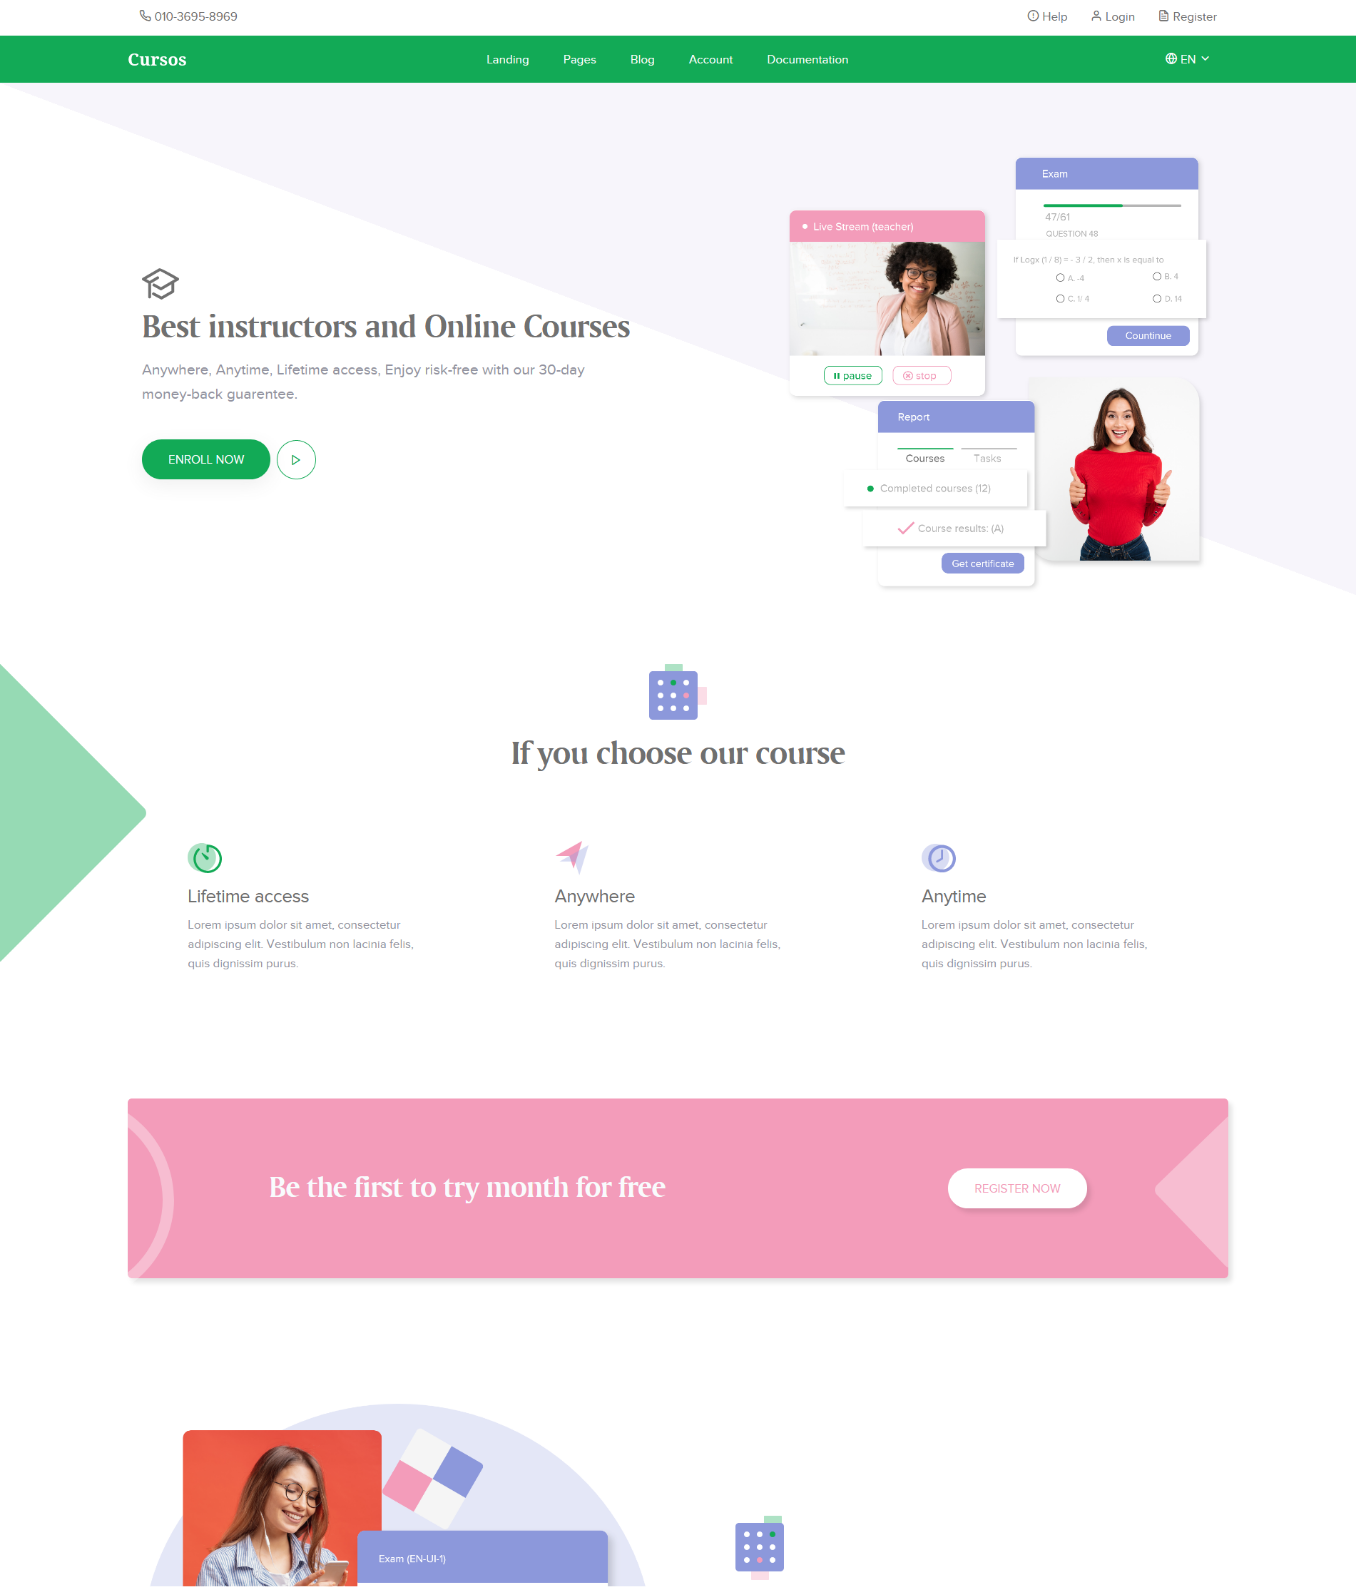 010-3695-8969
Help
Login
Register
Cursos
Landing
Pages
Blog
Account
Documentation
EN
Best instructors and Online Courses
Anywhere, Anytime, Lifetime access, Enjoy risk-free with our 30-day
money-back guarentee.
ENROLL NOW
Live Stream (teacher)
pause
stop
Exam
47/61
QUESTION 48
if Logx (1 / 8) = - 3 / 2, then x is equal to
A. -4
B. 4
C. 1/ 4
D. 14
Countinue
Report
Courses
Tasks
Completed courses (12)
Course results: (A)
Get certificate
If you choose our course
Lifetime access
Lorem ipsum dolor sit amet, consectetur
adipiscing elit. Vestibulum non lacinia felis,
quis dignissim purus.
Anywhere
Lorem ipsum dolor sit amet, consectetur
adipiscing elit. Vestibulum non lacinia felis,
quis dignissim purus.
Anytime
Lorem ipsum dolor sit amet, consectetur
adipiscing elit. Vestibulum non lacinia felis,
quis dignissim purus.
Be the first to try month for free
REGISTER NOW
Exam (EN-UI-1)